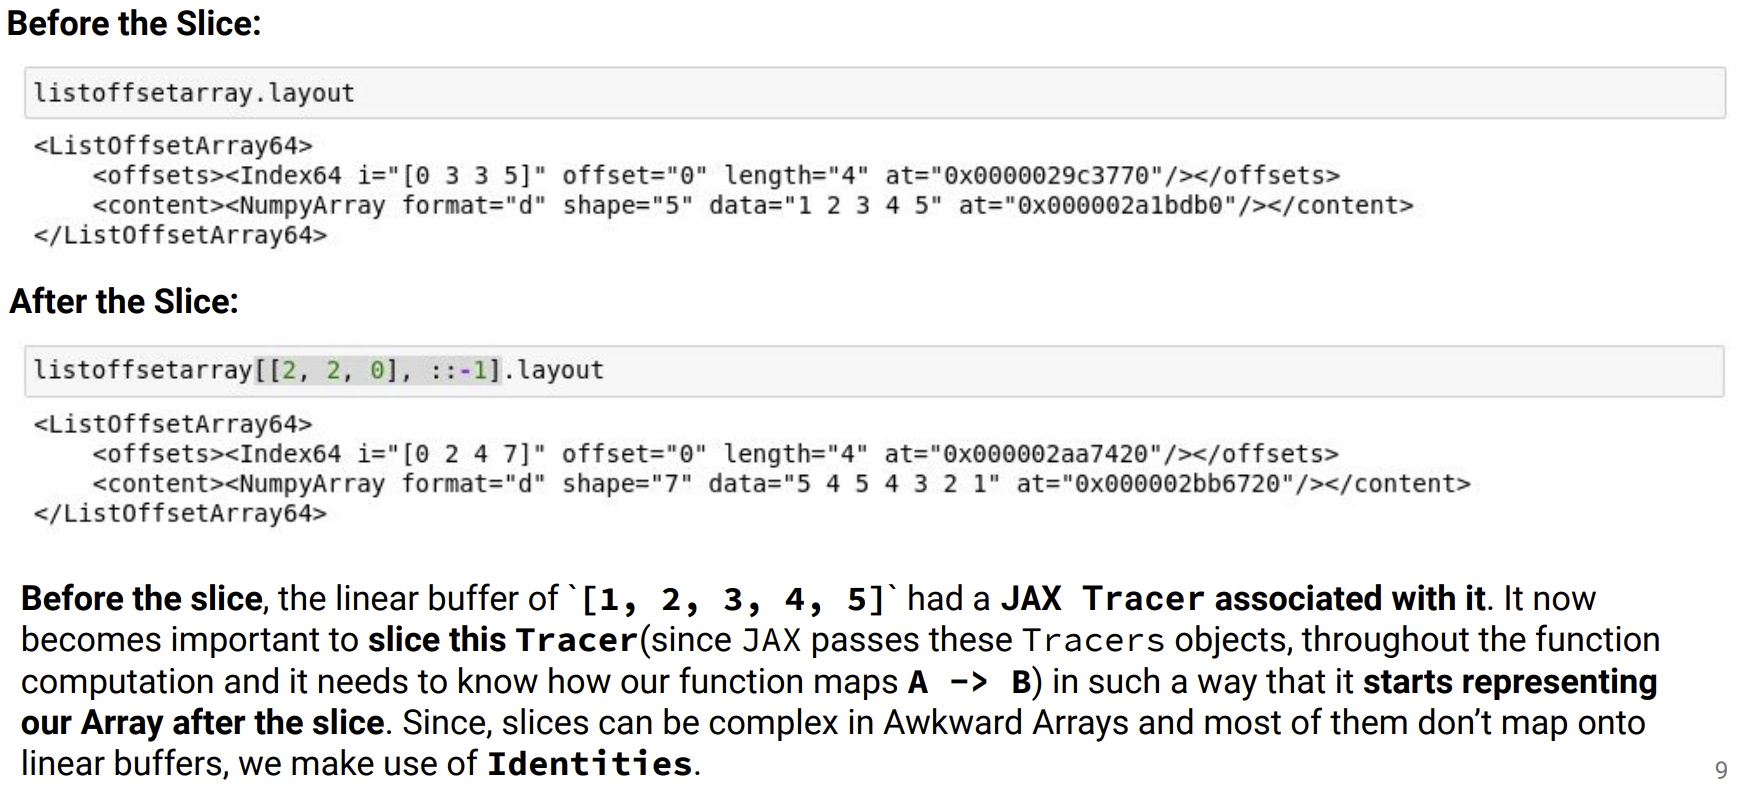 Before the Slice:
listoffsetarray.layout
<ListOffsetArray64>
    <offsets><Index64 i="[0 3 3 5]" offset="0" length="4" at="0x0000029c3770"/></offsets>
    <content><NumpyArray format="d" shape="5" data="1 2 3 4 5" at="0x000002a1bdb0"/></content>
</ListOffsetArray64>
After the Slice:
listoffsetarray[[2, 2, 0], ::-1].layout
<ListOffsetArray64>
    <offsets><Index64 i="[0 2 4 7]" offset="0" length="4" at="0x000002aa7420"/></offsets>
    <content><NumpyArray format="d" shape="7" data="5 4 5 4 3 2 1" at="0x000002bb6720"/></content>
</ListOffsetArray64>
Before the slice, the linear buffer of `[1, 2, 3, 4, 5]` had a JAX Tracer associated with it. It now
becomes important to slice this Tracer(since JAX passes these Tracers objects, throughout the function
computation and it needs to know how our function maps A -> B) in such a way that it starts representing
our Array after the slice. Since, slices can be complex in Awkward Arrays and most of them don’t map onto
linear buffers, we make use of Identities.
9